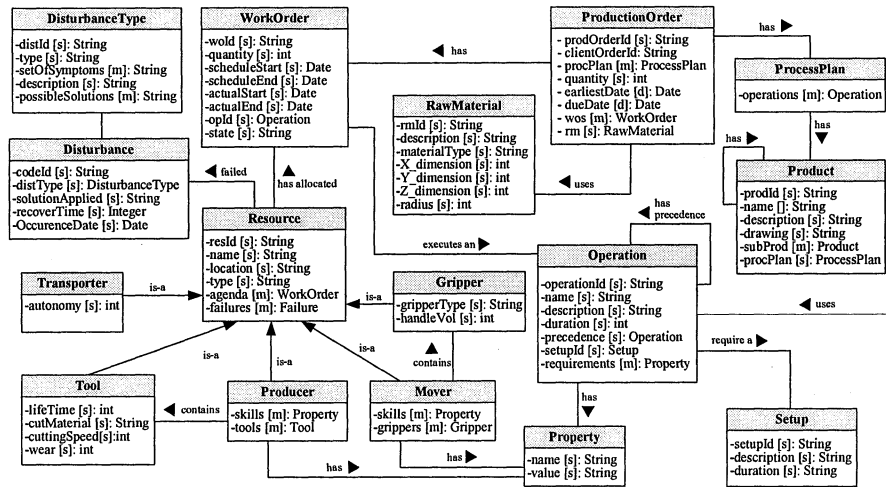 DisturbanceType
-distId [s]: String
-type [s]: String
-setOfSymptoms [m]: String
-description [s]: String
-possibleSolutions [m]: String
WorkOrder
-woId [s]: String
-quantity [s]: int
-scheduleStart [s]: Date
-scheduleEnd [s]: Date
-actualStart [s]: Date
-actualEnd [s]: Date
-opId [s]: Operation
-state [s]: String
has
ProductionOrder
-prodOrderId [s]: String
-clientOrderId: String
-procPlan [m]: ProcessPlan
-quantity [s]: int
-earliestDate [d]: Date
-dueDate [d]: Date
-wos [m]: WorkOrder
-rm [s]: RawMaterial
has
ProcessPlan
-operations [m]: Operation
has
has
Product
-prodId [s]: String
-name []: String
-description [s]: String
-drawing [s]: String
-subProd [m]: Product
-procPlan [s]: ProcessPlan
RawMaterial
-rmId [s]: String
-description [s]: String
-materialType [s]: String
-X_dimension [s]: int
-Y_dimension [s]: int
-Z_dimension [s]: int
-radius [s]: int
uses
Disturbance
-codeId [s]: String
-distType [s]: DisturbanceType
-solutionApplied [s]: String
-recoverTime [s]: Integer
-OccurenceDate [s]: Date
failed
has allocated
Resource
-resId [s]: String
-name [s]: String
-location [s]: String
-type [s]: String
-agenda [m]: WorkOrder
-failures [m]: Failure
executes an
has
precedence
Operation
-operationId [s]: String
-name [s]: String
-description [s]: String
-duration [s]: int
-precedence [s]: Operation
-setupId [s]: Setup
-requirements [m]: Property
uses
require a
Transporter
-autonomy [s]: int
is-a
is-a
Gripper
-gripperType [s]: String
-handleVol [s]: int
is-a
is-a
is-a
contains
Tool
-lifeTime [s]: int
-cutMaterial [s]: String
-cuttingSpeed[s]:int
-wear [s]: int
contains
Producer
-skills [m]: Property
-tools [m]: Tool
Mover
-skills [m]: Property
-grippers [m]: Gripper
has
has
has
Property
-name [s]: String
-value [s]: String
Setup
-setupId [s]: String
-description [s]: String
-duration [s]: String